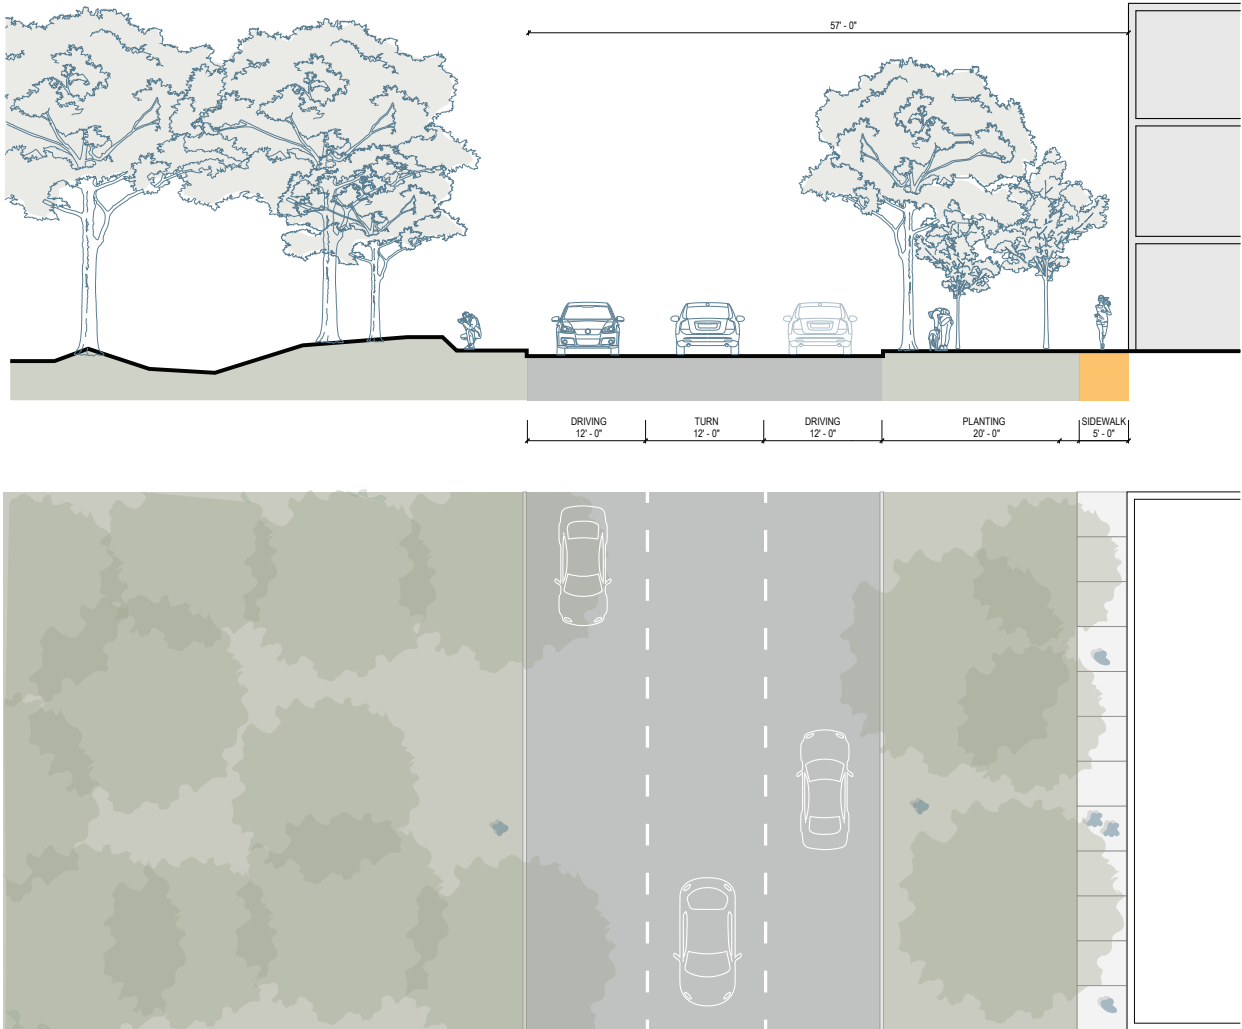 57' - 0"
DRIVING
12' - 0"
TURN
12' - 0"
DRIVING
12' - 0"
PLANTING
20' - 0"
SIDEWALK
5' - 0"